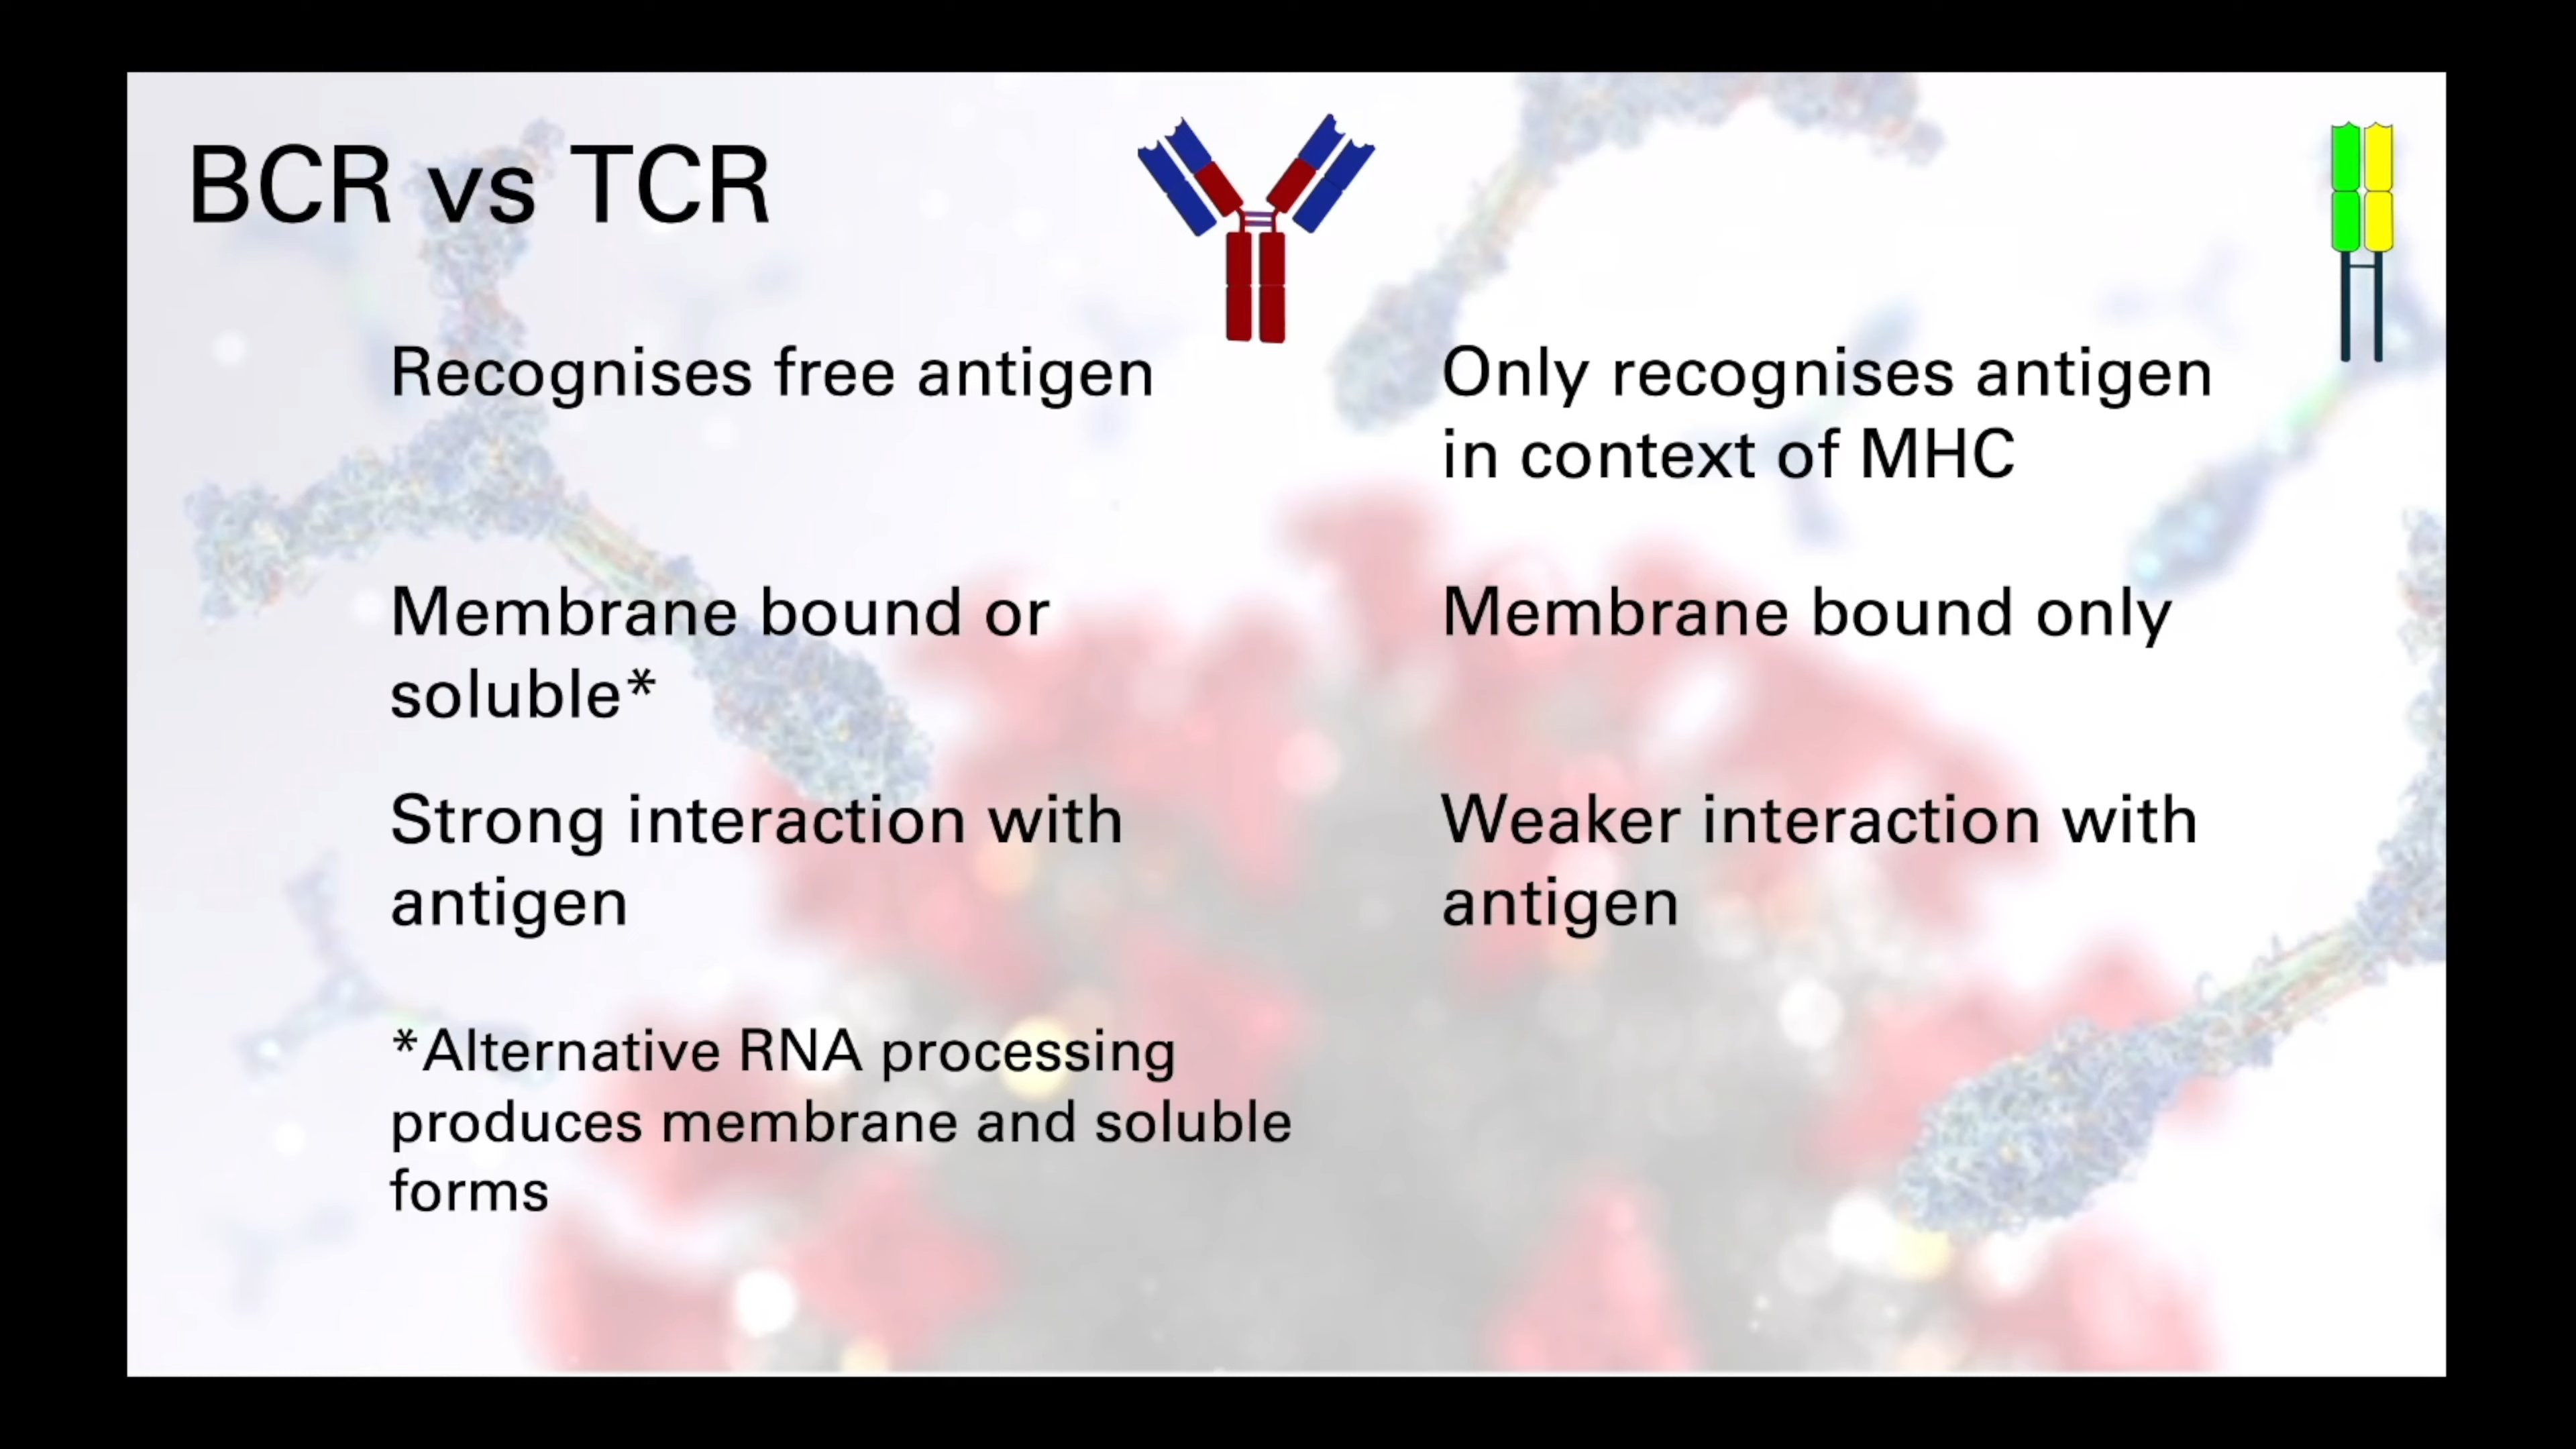 BCR vs TCR
Recognises free antigen
Only recognises antigen
in context of MHC
Membrane bound or
soluble*
Membrane bound only
Strong interaction with
antigen
Weaker interaction with
antigen
*Alternative RNA processing
produces membrane and soluble
forms